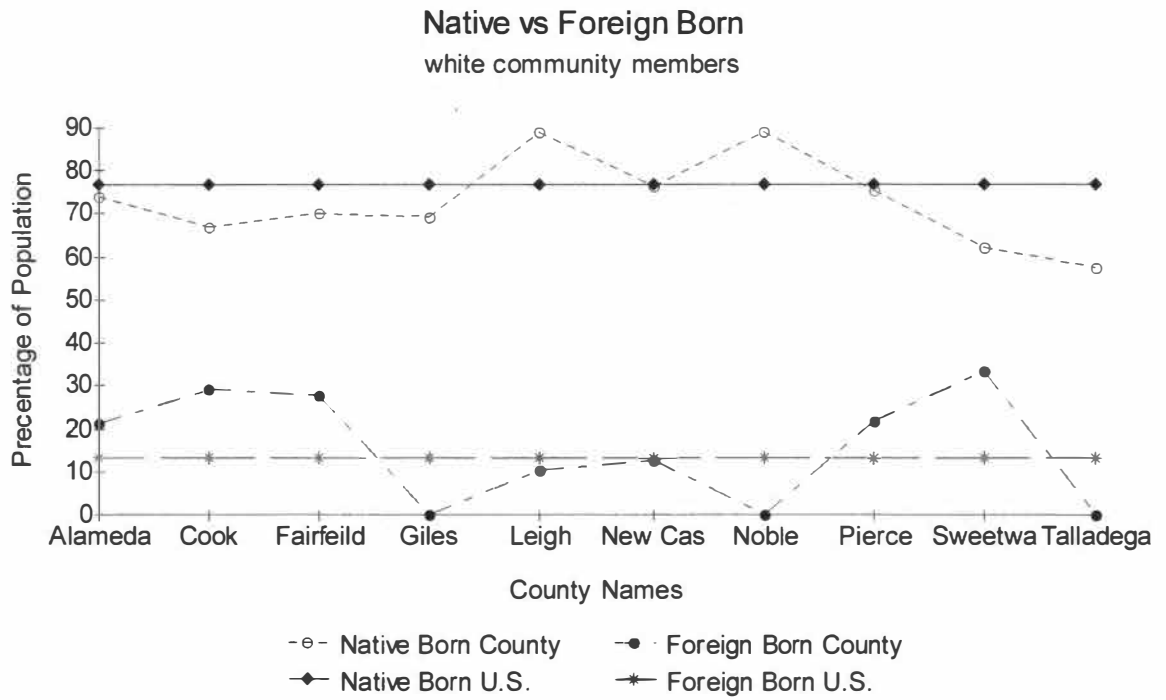 Native vs Foreign Born
white community members
Precentage of Population
90
80
70
60
50
40
30
20
10
0
Alameda Cook Fairfeild Giles Leigh New Cas Noble Pierce Sweetwa Talladega
County Names
Native Born County Foreign Born County
Native Born U.S. Foreign Born U.S.